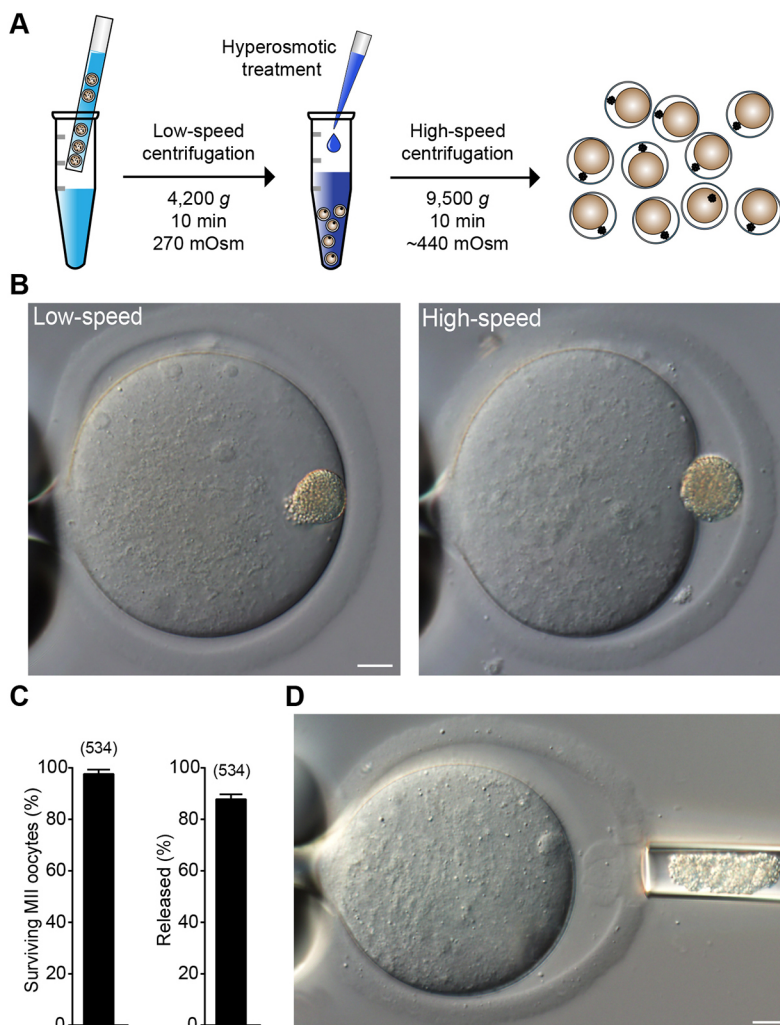 A
Hyperosmotic
treatment
Low-speed
centrifugation
4,200 g
10 min
270 mOsm
High-speed
centrifugation
9,500 g
10 min
~440 mOsm
B
Low-speed
High-speed
C
(534)
100
80
60
40
20
0
Surviving MII oocytes (%)
(534)
100
80
60
40
20
0
Released (%)
D